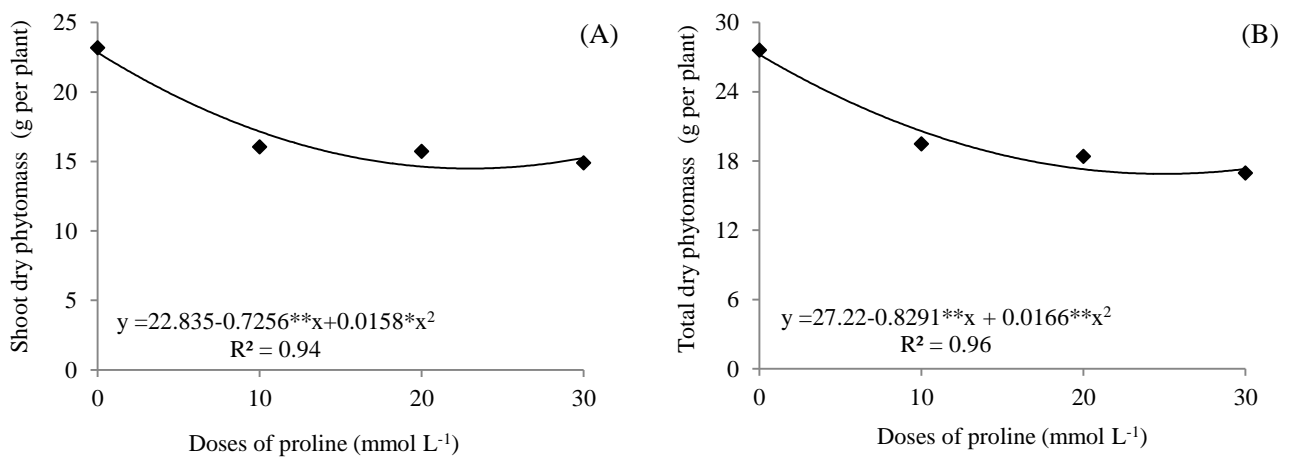 (A)
Shoot dry phytomass (g per plant)
25
20
15
10
5
0
y =22.835-0.7256**x+0.0158*x²
R² = 0.94
0 10 20 30
Doses of proline (mmol L⁻¹)
(B)
Total dry phytomass (g per plant)
30
24
18
12
6
0
y =27.22-0.8291**x + 0.0166**x²
R² = 0.96
0 10 20 30
Doses of proline (mmol L⁻¹)